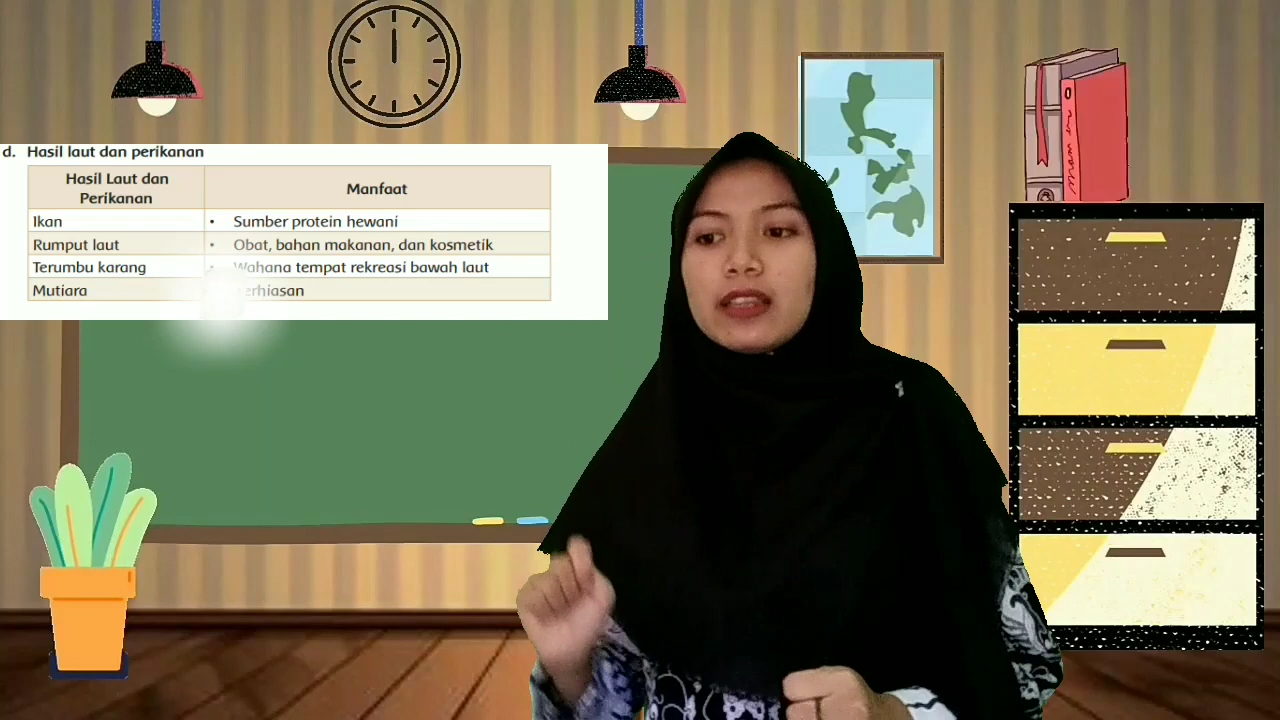 d. Hasil laut dan perikanan
Hasil Laut dan Perikanan
Manfaat
Ikan • Sumber protein hewani
Rumput laut • Obat, bahan makanan, dan kosmetik
Terumbu karang • Wahana tempat rekreasi bawah laut
Mutiara